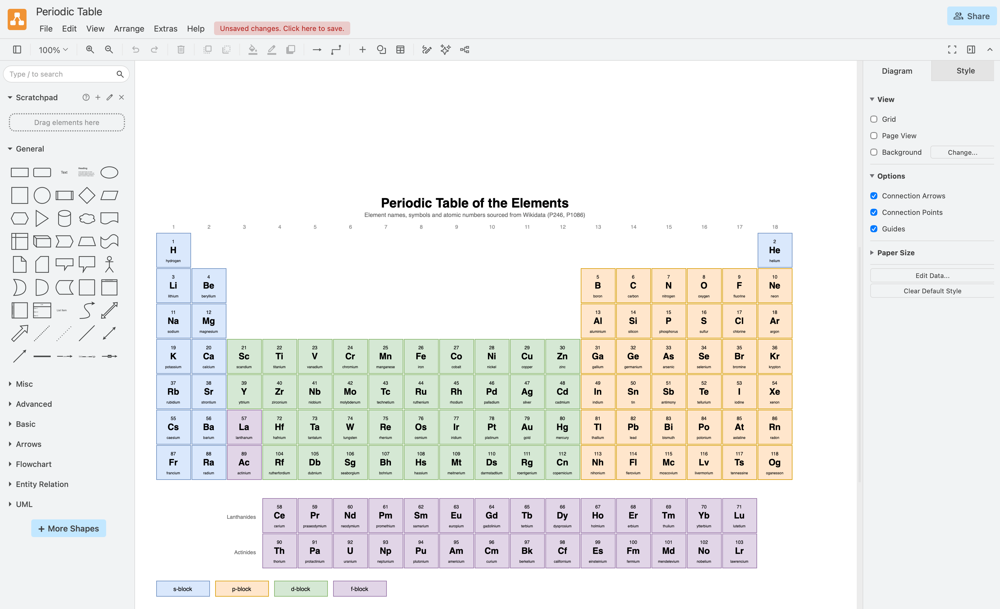 Periodic Table
File Edit View Arrange Extras Help Unsaved changes. Click here to save.
Share
100%
Type / to search
Scratchpad
Drag elements here
General
Text
Heading
List Item
Misc
Advanced
Basic
Arrows
Flowchart
Entity Relation
UML
+ More Shapes
Periodic Table of the Elements
Element names, symbols and atomic numbers sourced from Wikidata (P246, P1086)
1 2 3 4 5 6 7 8 9 10 11 12 13 14 15 16 17 18
1 2
H He
hydrogen helium
3 4 5 6 7 8 9 10
Li Be B C N O F Ne
lithium beryllium boron carbon nitrogen oxygen fluorine neon
11 12 13 14 15 16 17 18
Na Mg Al Si P S Cl Ar
sodium magnesium aluminium silicon phosphorus sulfur chlorine argon
19 20 21 22 23 24 25 26 27 28 29 30 31 32 33 34 35 36
K Ca Sc Ti V Cr Mn Fe Co Ni Cu Zn Ga Ge As Se Br Kr
potassium calcium scandium titanium vanadium chromium manganese iron cobalt nickel copper zinc gallium germanium arsenic selenium bromine krypton
37 38 39 40 41 42 43 44 45 46 47 48 49 50 51 52 53 54
Rb Sr Y Zr Nb Mo Tc Ru Rh Pd Ag Cd In Sn Sb Te I Xe
rubidium strontium yttrium zirconium niobium molybdenum technetium ruthenium rhodium palladium silver cadmium indium tin antimony tellurium iodine xenon
55 56 57 72 73 74 75 76 77 78 79 80 81 82 83 84 85 86
Cs Ba La Hf Ta W Re Os Ir Pt Au Hg Tl Pb Bi Po At Rn
caesium barium lanthanum hafnium tantalum tungsten rhenium osmium iridium platinum gold mercury thallium lead bismuth polonium astatine radon
87 88 89 104 105 106 107 108 109 110 111 112 113 114 115 116 117 118
Fr Ra Ac Rf Db Sg Bh Hs Mt Ds Rg Cn Nh Fl Mc Lv Ts Og
francium radium actinium rutherfordium dubnium seaborgium bohrium hassium meitnerium darmstadtium roentgenium copernicium nihonium flerovium moscovium livermorium tennessine oganesson
58 59 60 61 62 63 64 65 66 67 68 69 70 71
Lanthanides Ce Pr Nd Pm Sm Eu Gd Tb Dy Ho Er Tm Yb Lu
cerium praseodymium neodymium promethium samarium europium gadolinium terbium dysprosium holmium erbium thulium ytterbium lutetium
90 91 92 93 94 95 96 97 98 99 100 101 102 103
Actinides Th Pa U Np Pu Am Cm Bk Cf Es Fm Md No Lr
thorium protactinium uranium neptunium plutonium americium curium berkelium californium einsteinium fermium mendelevium nobelium lawrencium
s-block p-block d-block f-block
Diagram Style
View
Grid
Page View
Background Change...
Options
Connection Arrows
Connection Points
Guides
Paper Size
Edit Data...
Clear Default Style